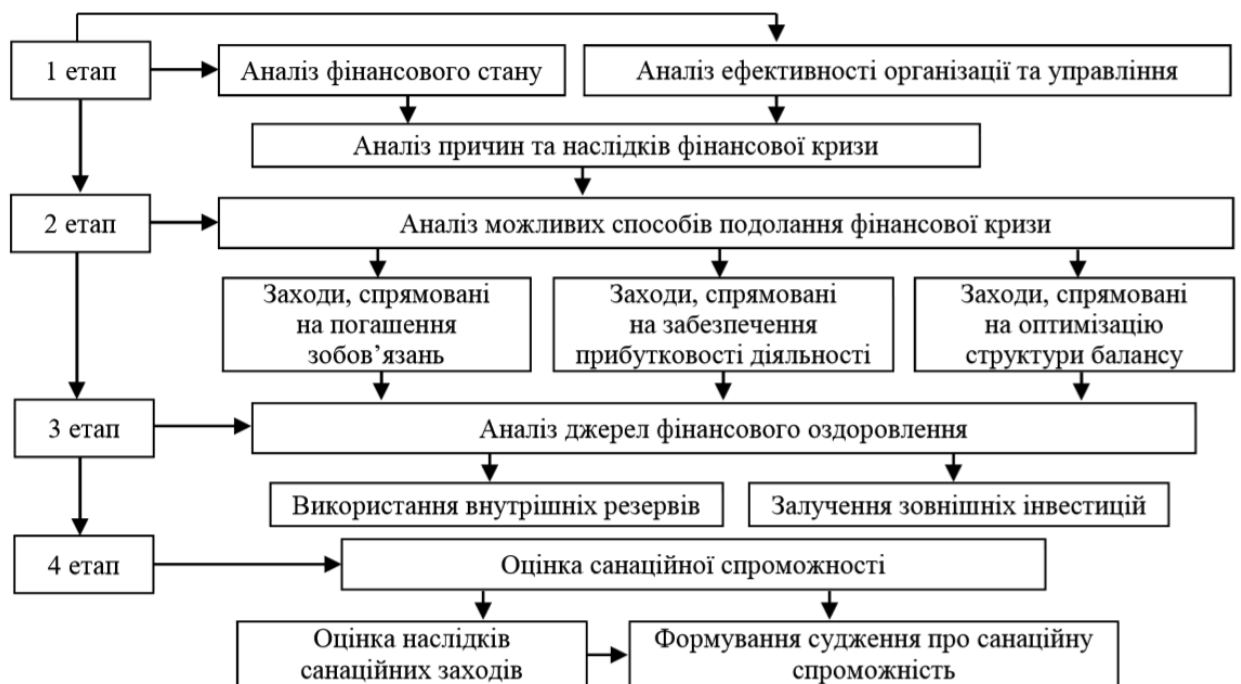 1 етап
Аналіз фінансового стану
Аналіз ефективності організації та управління
Аналіз причин та наслідків фінансової кризи
2 етап
Аналіз можливих способів подолання фінансової кризи
Заходи, спрямовані
на погашення
зобов’язань
Заходи, спрямовані
на забезпечення
прибутковості діяльності
Заходи, спрямовані
на оптимізацію
структури балансу
3 етап
Аналіз джерел фінансового оздоровлення
Використання внутрішніх резервів
Залучення зовнішніх інвестицій
4 етап
Оцінка санаційної спроможності
Оцінка наслідків
санаційних заходів
Формування судження про санаційну
спроможність